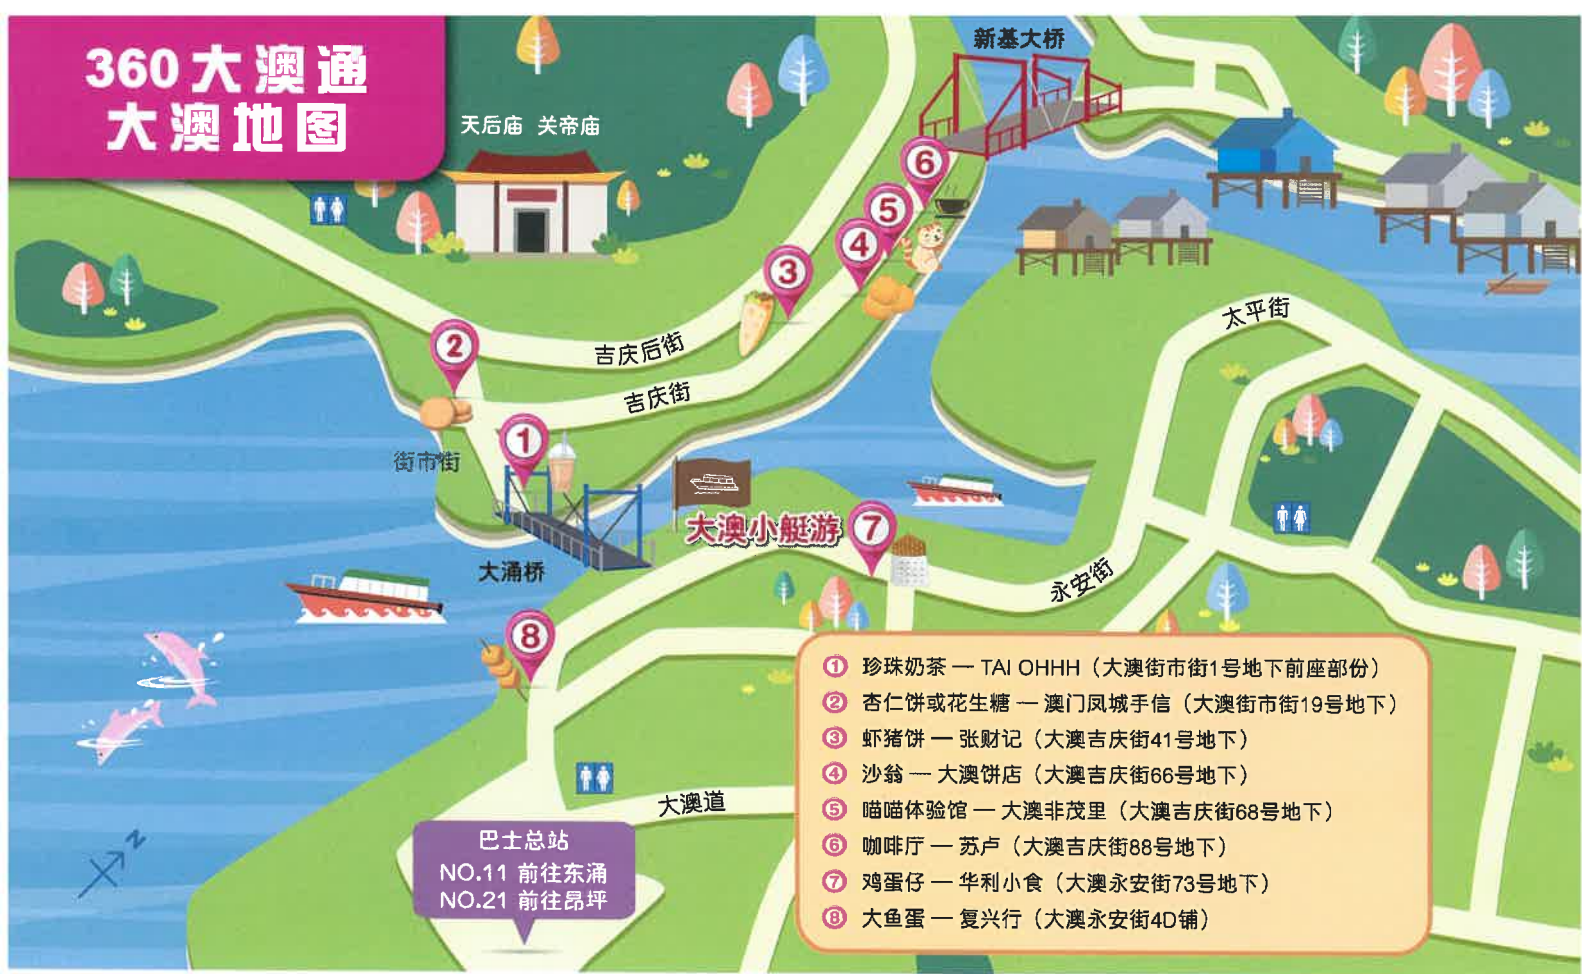 360大澳通
大澳地图
新基大桥
天后庙 关帝庙
6
5
4
3
太平街
2
吉庆后街
吉庆街
1
街市街
大澳小艇游
7
大涌桥
永安街
8
① 珍珠奶茶 — TAI OHHH（大澳街市街1号地下前座部份）
② 杏仁饼或花生糖 — 澳门凤城手信（大澳街市街19号地下）
③ 虾猪饼 — 张财记（大澳吉庆街41号地下）
④ 沙翁 — 大澳饼店（大澳吉庆街66号地下）
⑤ 喵喵体验馆 — 大澳非茂里（大澳吉庆街68号地下）
⑥ 咖啡厅 — 苏卢（大澳吉庆街88号地下）
⑦ 鸡蛋仔 — 华利小食（大澳永安街73号地下）
⑧ 大鱼蛋 — 复兴行（大澳永安街4D铺）
大澳道
巴士总站
NO.11 前往东涌
NO.21 前往昂坪
N